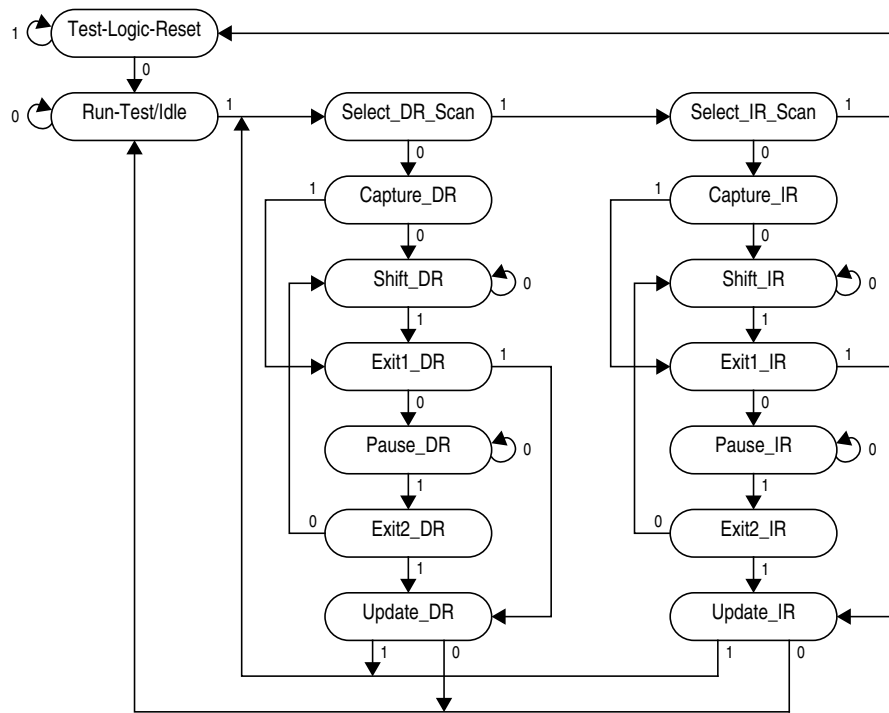 Test-Logic-Reset
1
0
Run-Test/Idle
0
1
Select_DR_Scan
1
Select_IR_Scan
1
0
0
1
Capture_DR
1
Capture_IR
0
0
Shift_DR
0
Shift_IR
0
1
1
Exit1_DR
1
Exit1_IR
1
0
0
Pause_DR
0
Pause_IR
0
1
1
0
Exit2_DR
0
Exit2_IR
1
1
Update_DR
Update_IR
1
0
1
0